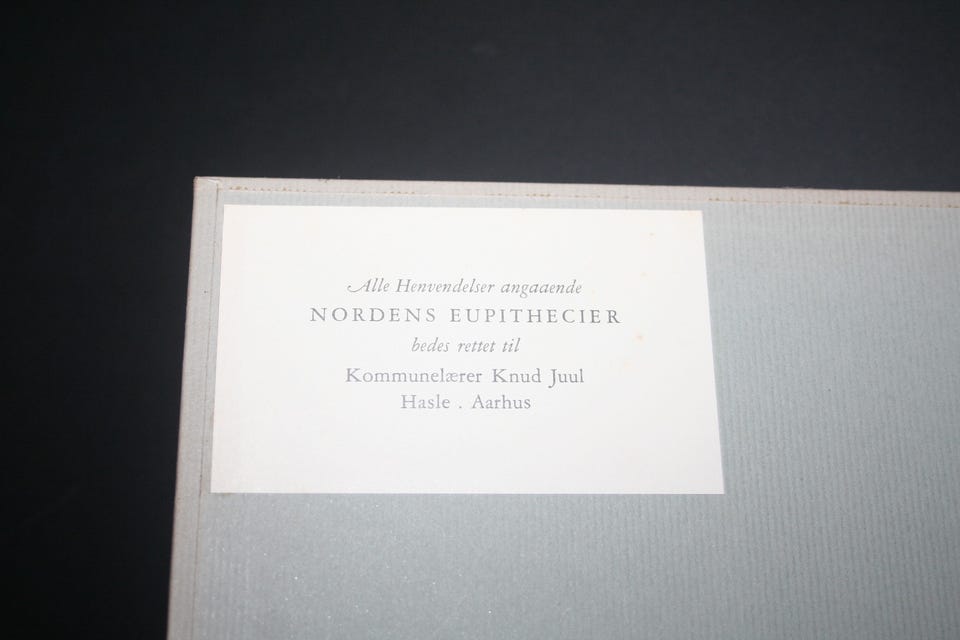 Alle Henvendelser angaaende
NORDENS EUPITHECIER
bedes rettet til
Kommunelærer Knud Juul
Hasle . Aarhus